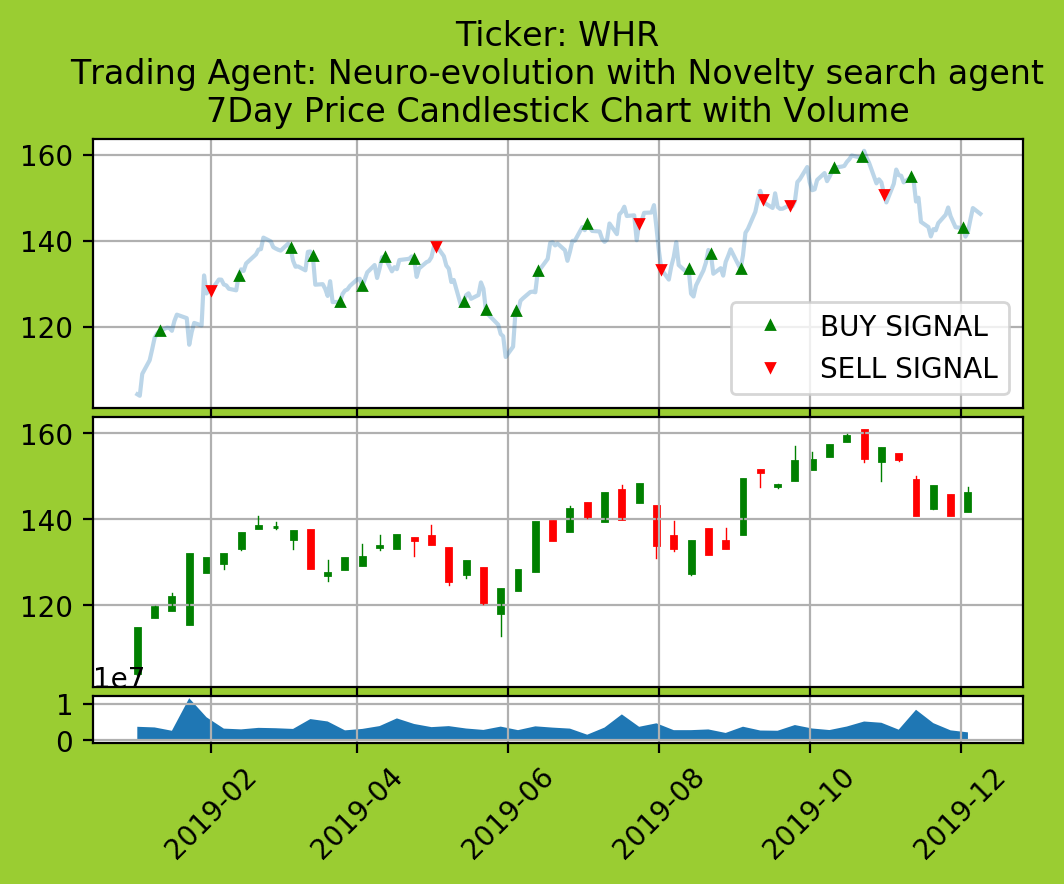 Ticker: WHR
Trading Agent: Neuro-evolution with Novelty search agent
7Day Price Candlestick Chart with Volume
160
140
120
BUY SIGNAL
SELL SIGNAL
160
140
120
1e7
1
0
2019-02
2019-04
2019-06
2019-08
2019-10
2019-12